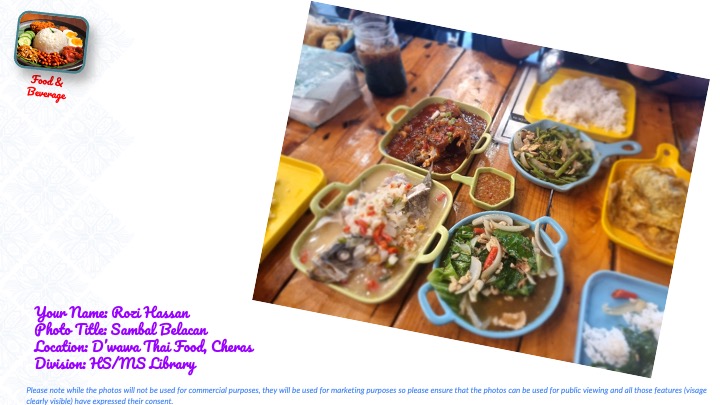 Food &
Beverage
Your Name: Rozi Hassan
Photo Title: Sambal Belacan
Location: D'wawa Thai Food, Cheras
Division: HS/MS Library
Please note while the photos will not be used for commercial purposes, they will be used for marketing purposes so please ensure that the photos can be used for public viewing and all those features (visage
clearly visible) have expressed their consent.